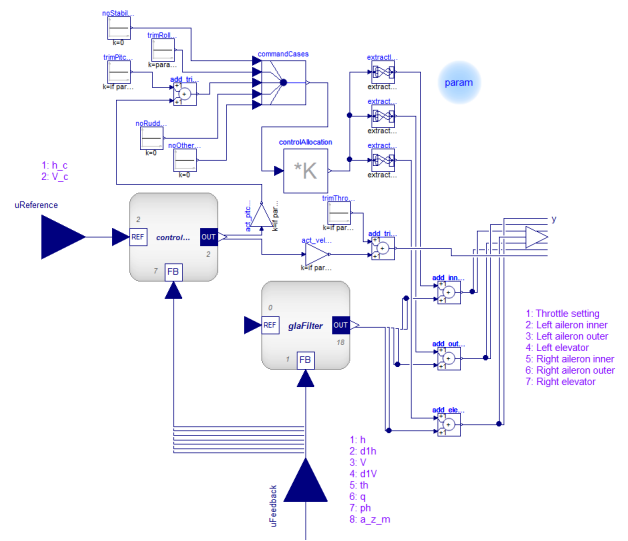 noStabil...
k=0
trimRoll...
k=para...
trimPitc...
k=if par...
add_tri...
commandCases
noRudd...
k=0
noOther...
k=0
controlAllocation
*K
extractI...
extract...
extract...
extract...
extract...
extract...
param
1: h_c
2: V_c
uReference
2
REF
control...
OUT
2
7
FB
act_pitc...
k=if par...
trimThro...
k=if par...
act_vel...
k=if par...
add_tri...
y
0
REF
glaFilter
OUT
18
1
FB
add_inn...
add_out...
add_ele...
1: Throttle setting
2: Left aileron inner
3: Left aileron outer
4: Left elevator
5: Right aileron inner
6: Right aileron outer
7: Right elevator
1: h
2: d1h
3: V
4: d1V
5: th
6: q
7: ph
8: a_z_m
uFeedback